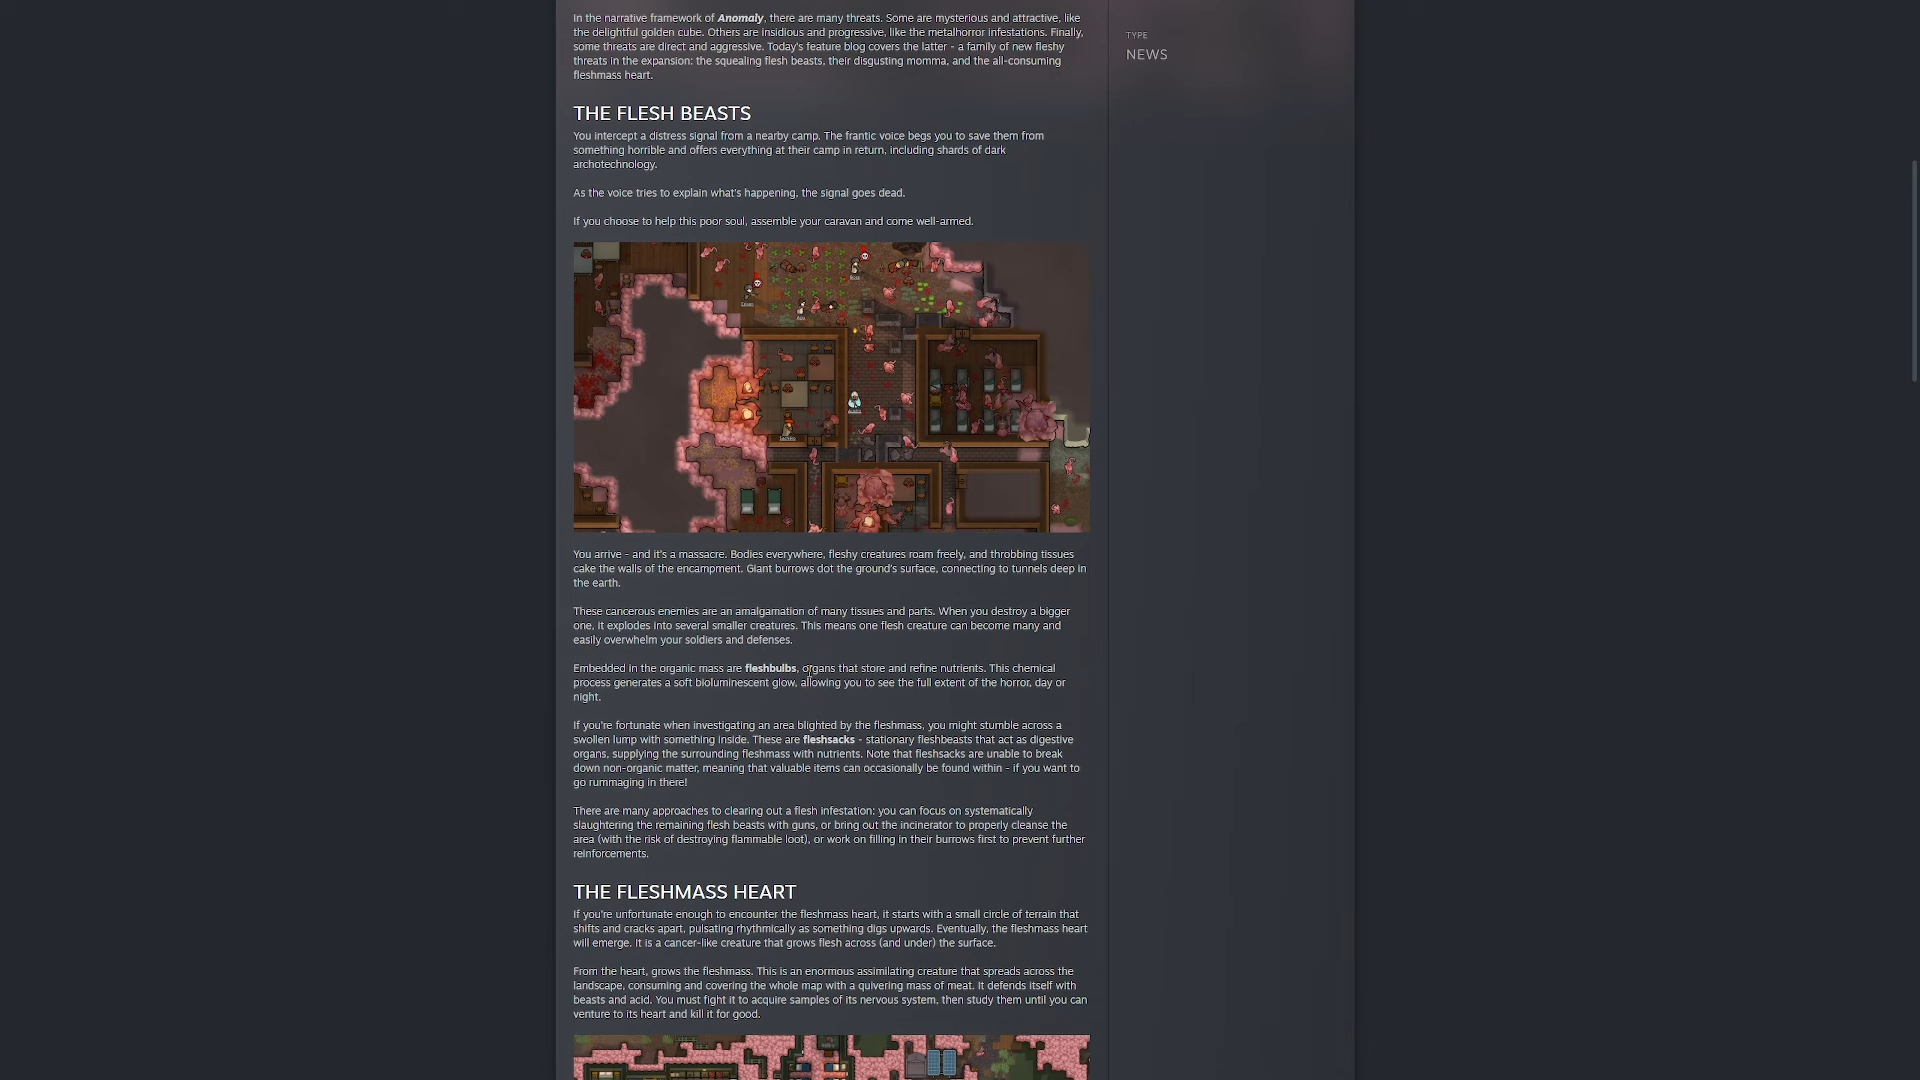 In the narrative framework of Anomaly, there are many threats. Some are mysterious and attractive, like
the delightful golden cube. Others are insidious and progressive, like the metalhorror infestations. Finally,
some threats are direct and aggressive. Today's feature blog covers the latter - a family of new fleshy
threats in the expansion: the squealing flesh beasts, their disgusting momma, and the all-consuming
fleshmass heart.
TYPE
NEWS
THE FLESH BEASTS
You intercept a distress signal from a nearby camp. The frantic voice begs you to save them from
something horrible and offers everything at their camp in return, including shards of dark
archotechnology.
As the voice tries to explain what's happening, the signal goes dead.
If you choose to help this poor soul, assemble your caravan and come well-armed.
You arrive - and it's a massacre. Bodies everywhere, fleshy creatures roam freely, and throbbing tissues
cake the walls of the encampment. Giant burrows dot the ground's surface, connecting to tunnels deep in
the earth.
These cancerous enemies are an amalgamation of many tissues and parts. When you destroy a bigger
one, it explodes into several smaller creatures. This means one flesh creature can become many and
easily overwhelm your soldiers and defenses.
Embedded in the organic mass are fleshbulbs, organs that store and refine nutrients. This chemical
process generates a soft bioluminescent glow, allowing you to see the full extent of the horror, day or
night.
If you're fortunate when investigating an area blighted by the fleshmass, you might stumble across a
swollen lump with something inside. These are fleshsacks - stationary fleshbeasts that act as digestive
organs, supplying the surrounding fleshmass with nutrients. Note that fleshsacks are unable to break
down non-organic matter, meaning that valuable items can occasionally be found within - if you want to
go rummaging in there!
There are many approaches to clearing out a flesh infestation: you can focus on systematically
slaughtering the remaining flesh beasts with guns, or bring out the incinerator to properly cleanse the
area (with the risk of destroying flammable loot), or work on filling in their burrows first to prevent further
reinforcements.
THE FLESHMASS HEART
If you're unfortunate enough to encounter the fleshmass heart, it starts with a small circle of terrain that
shifts and cracks apart, pulsating rhythmically as something digs upwards. Eventually, the fleshmass heart
will emerge. It is a cancer-like creature that grows flesh across (and under) the surface.
From the heart, grows the fleshmass. This is an enormous assimilating creature that spreads across the
landscape, consuming and covering the whole map with a quivering mass of meat. It defends itself with
beasts and acid. You must fight it to acquire samples of its nervous system, then study them until you can
venture to its heart and kill it for good.